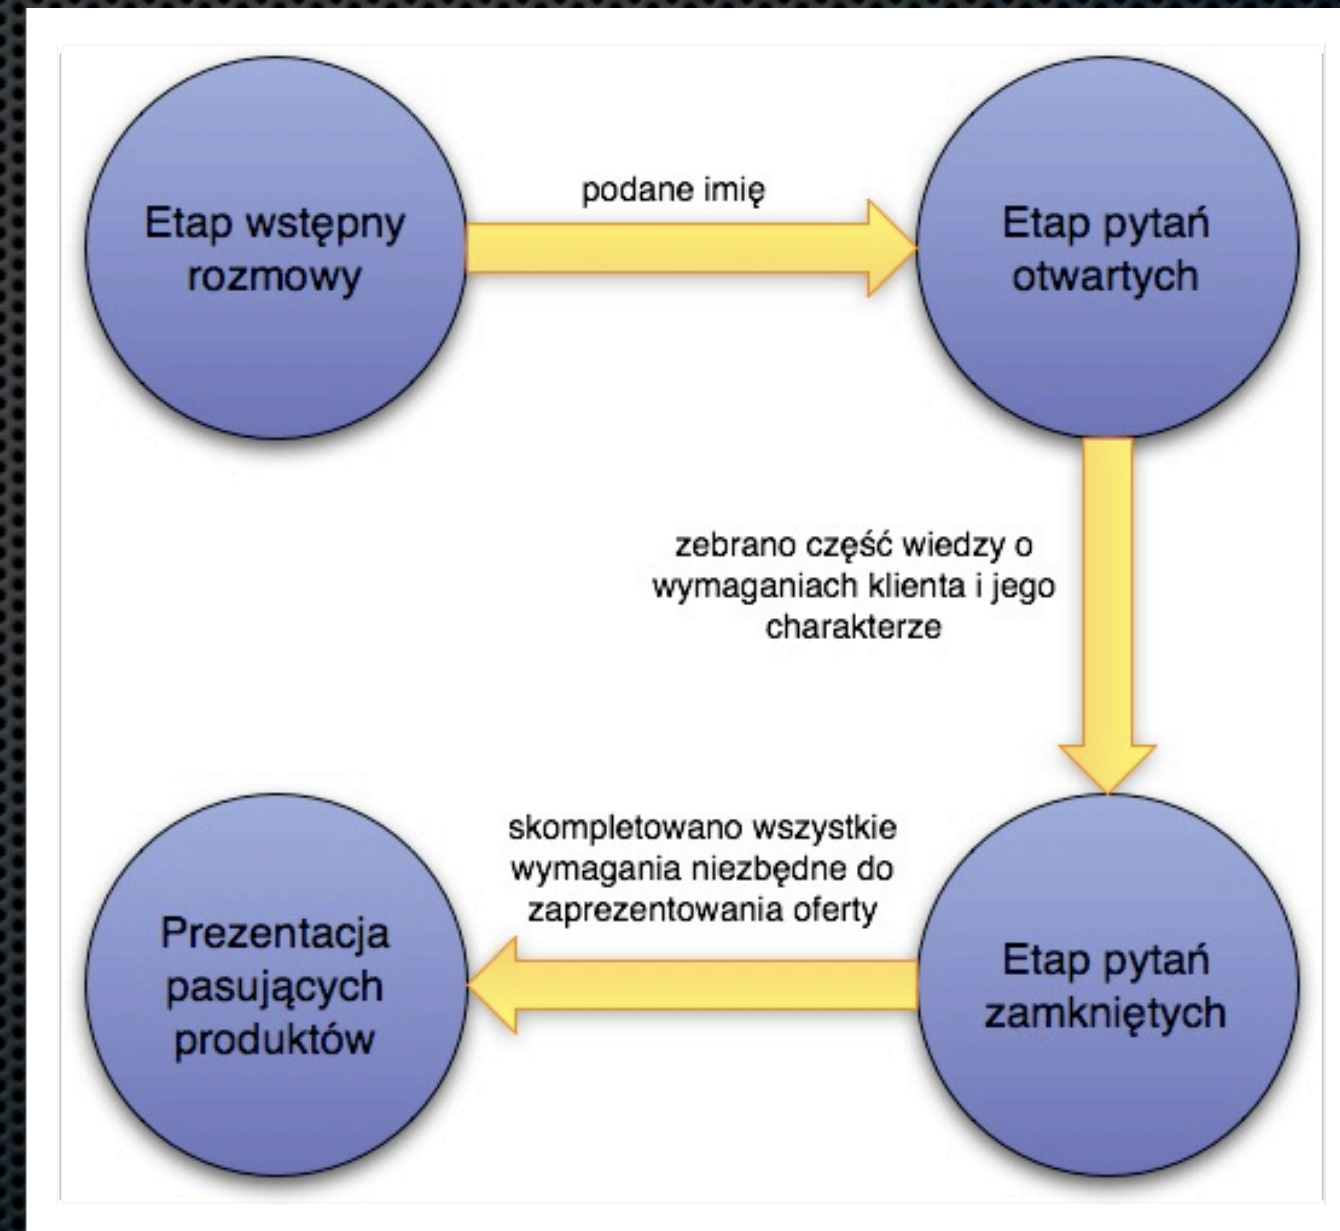 Etap wstępny
rozmowy
podane imię
Etap pytań
otwartych
zebrano część wiedzy o
wymaganiach klienta i jego
charakterze
Etap pytań
zamkniętych
skompletowano wszystkie
wymagania niezbędne do
zaprezentowania oferty
Prezentacja
pasujących
produktów